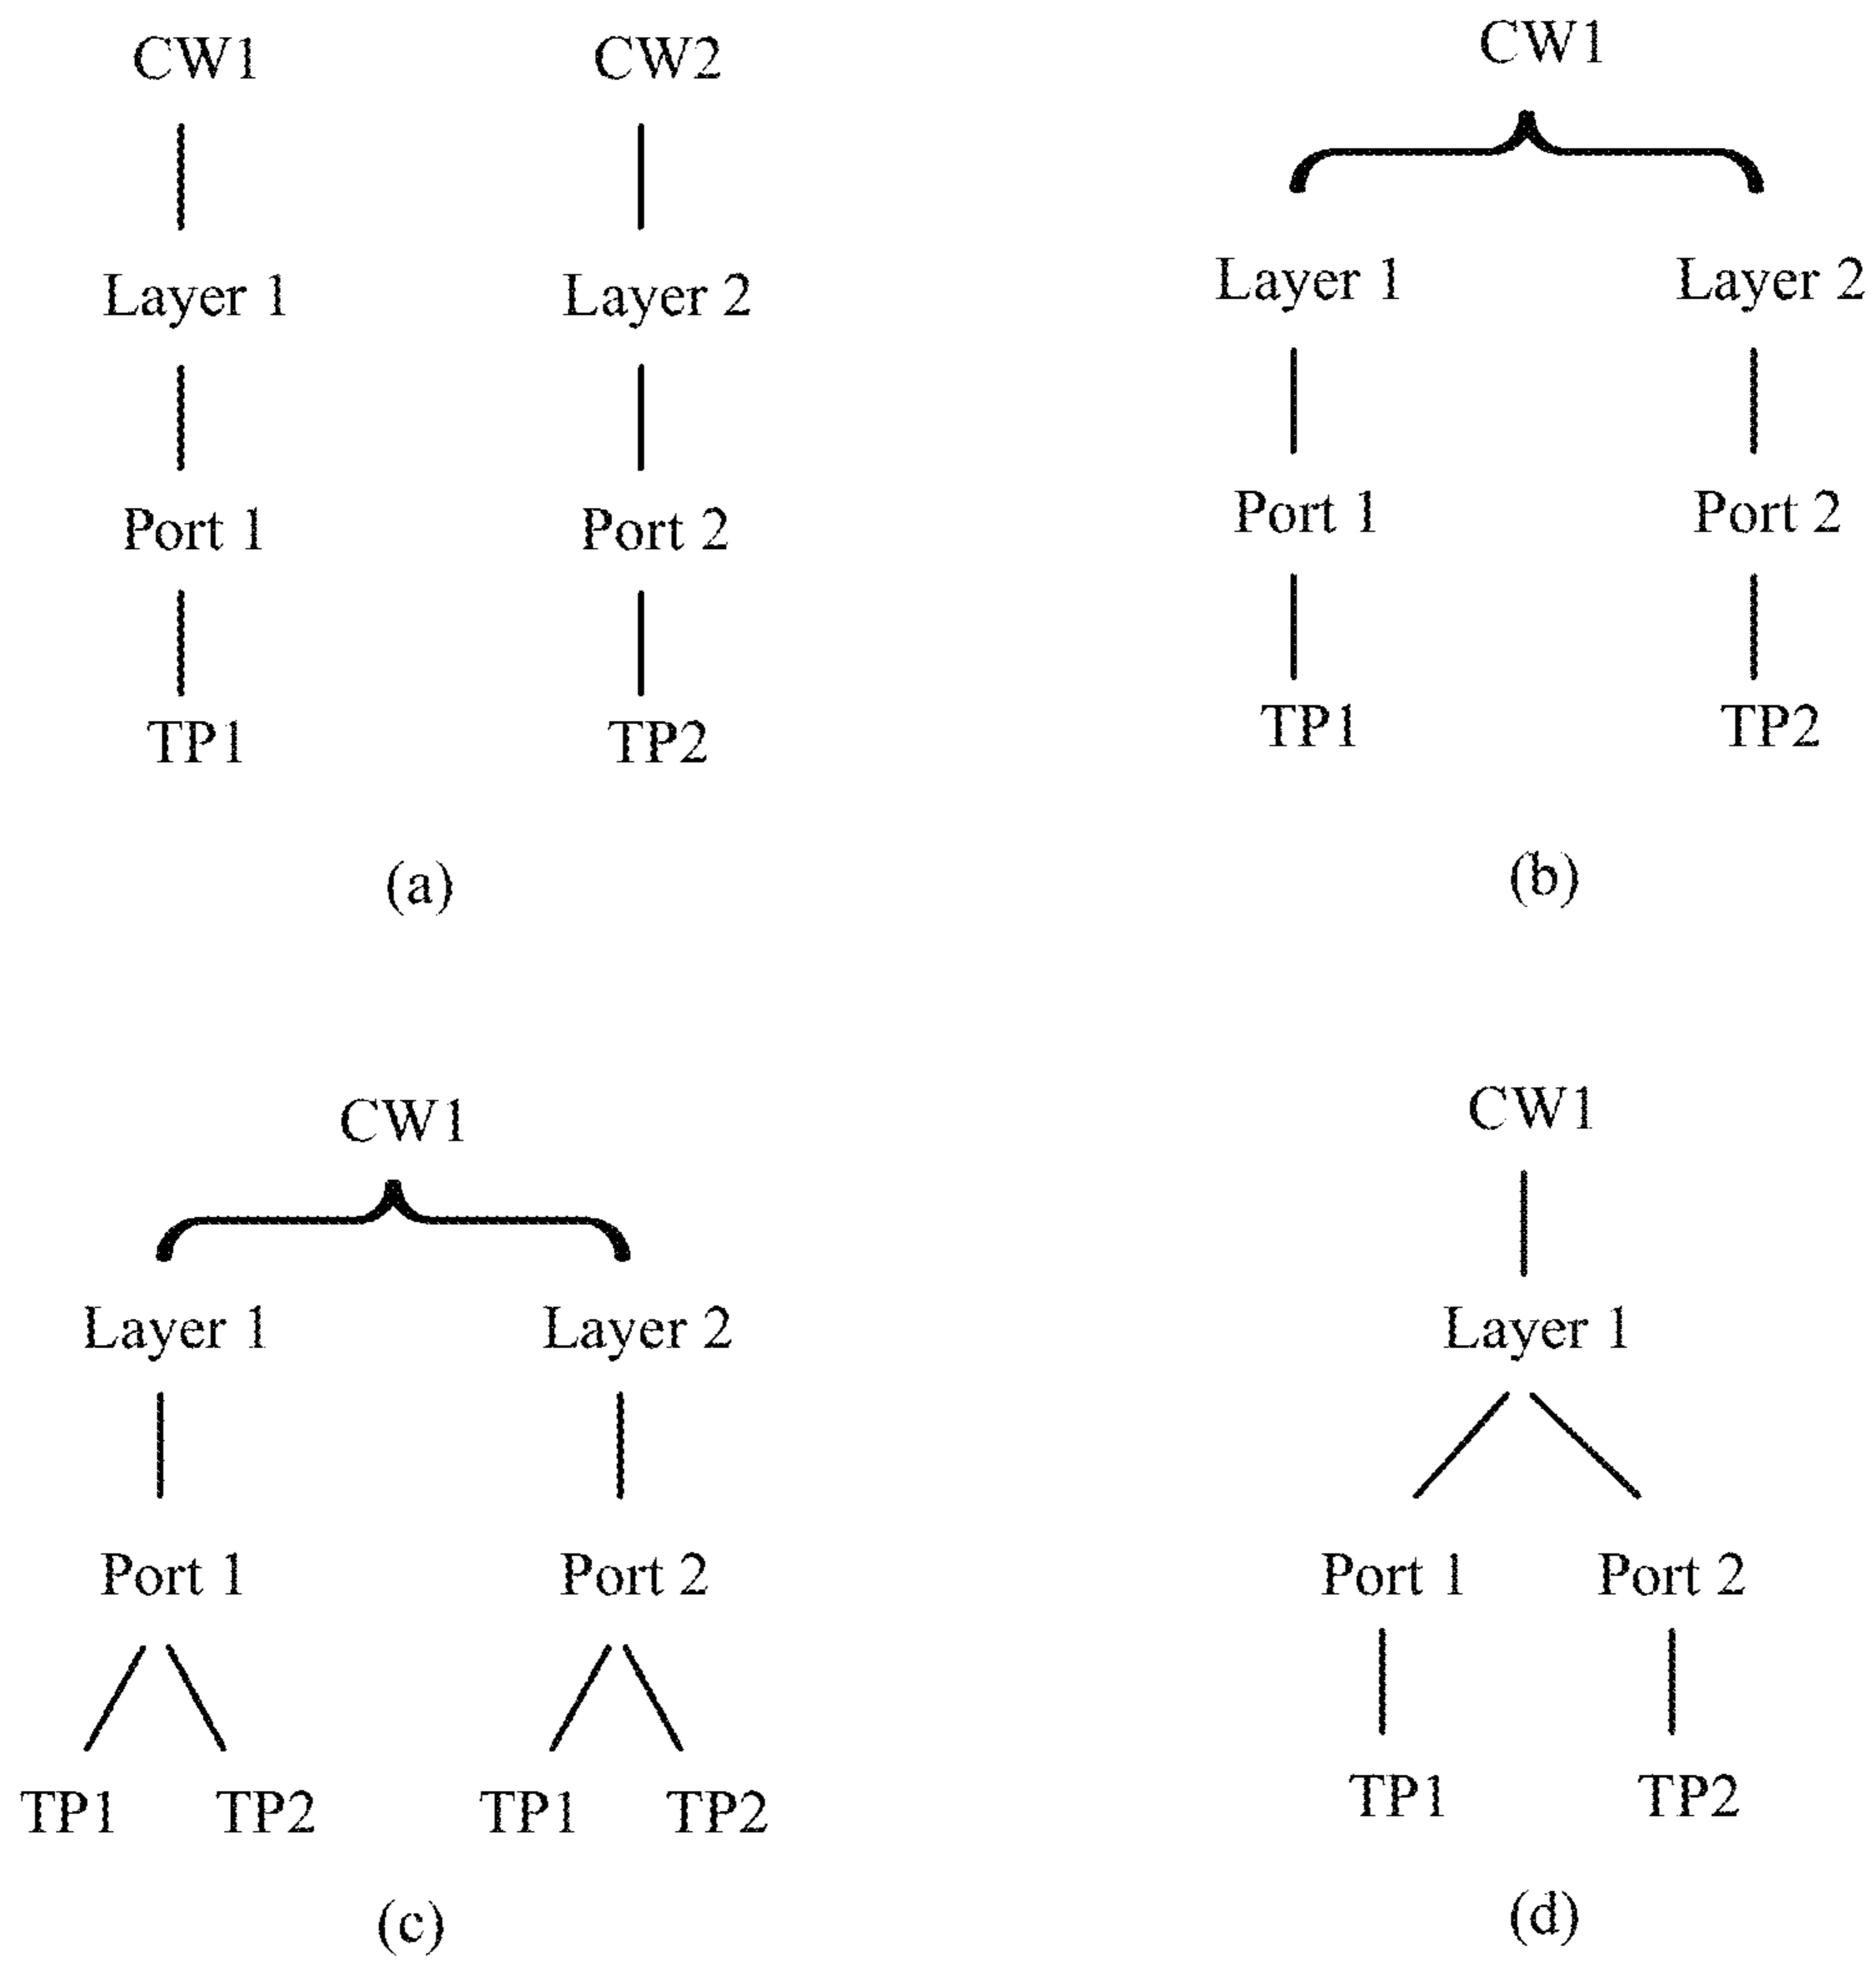 CW1 CW2
Layer 1 Layer 2
Port 1 Port 2
TP1 TP2
(a)
CW1
Layer 1 Layer 2
Port 1 Port 2
TP1 TP2
(b)
CW1
Layer 1 Layer 2
Port 1 Port 2
TP1 TP2 TP1 TP2
(c)
CW1
Layer 1
Port 1 Port 2
TP1 TP2
(d)